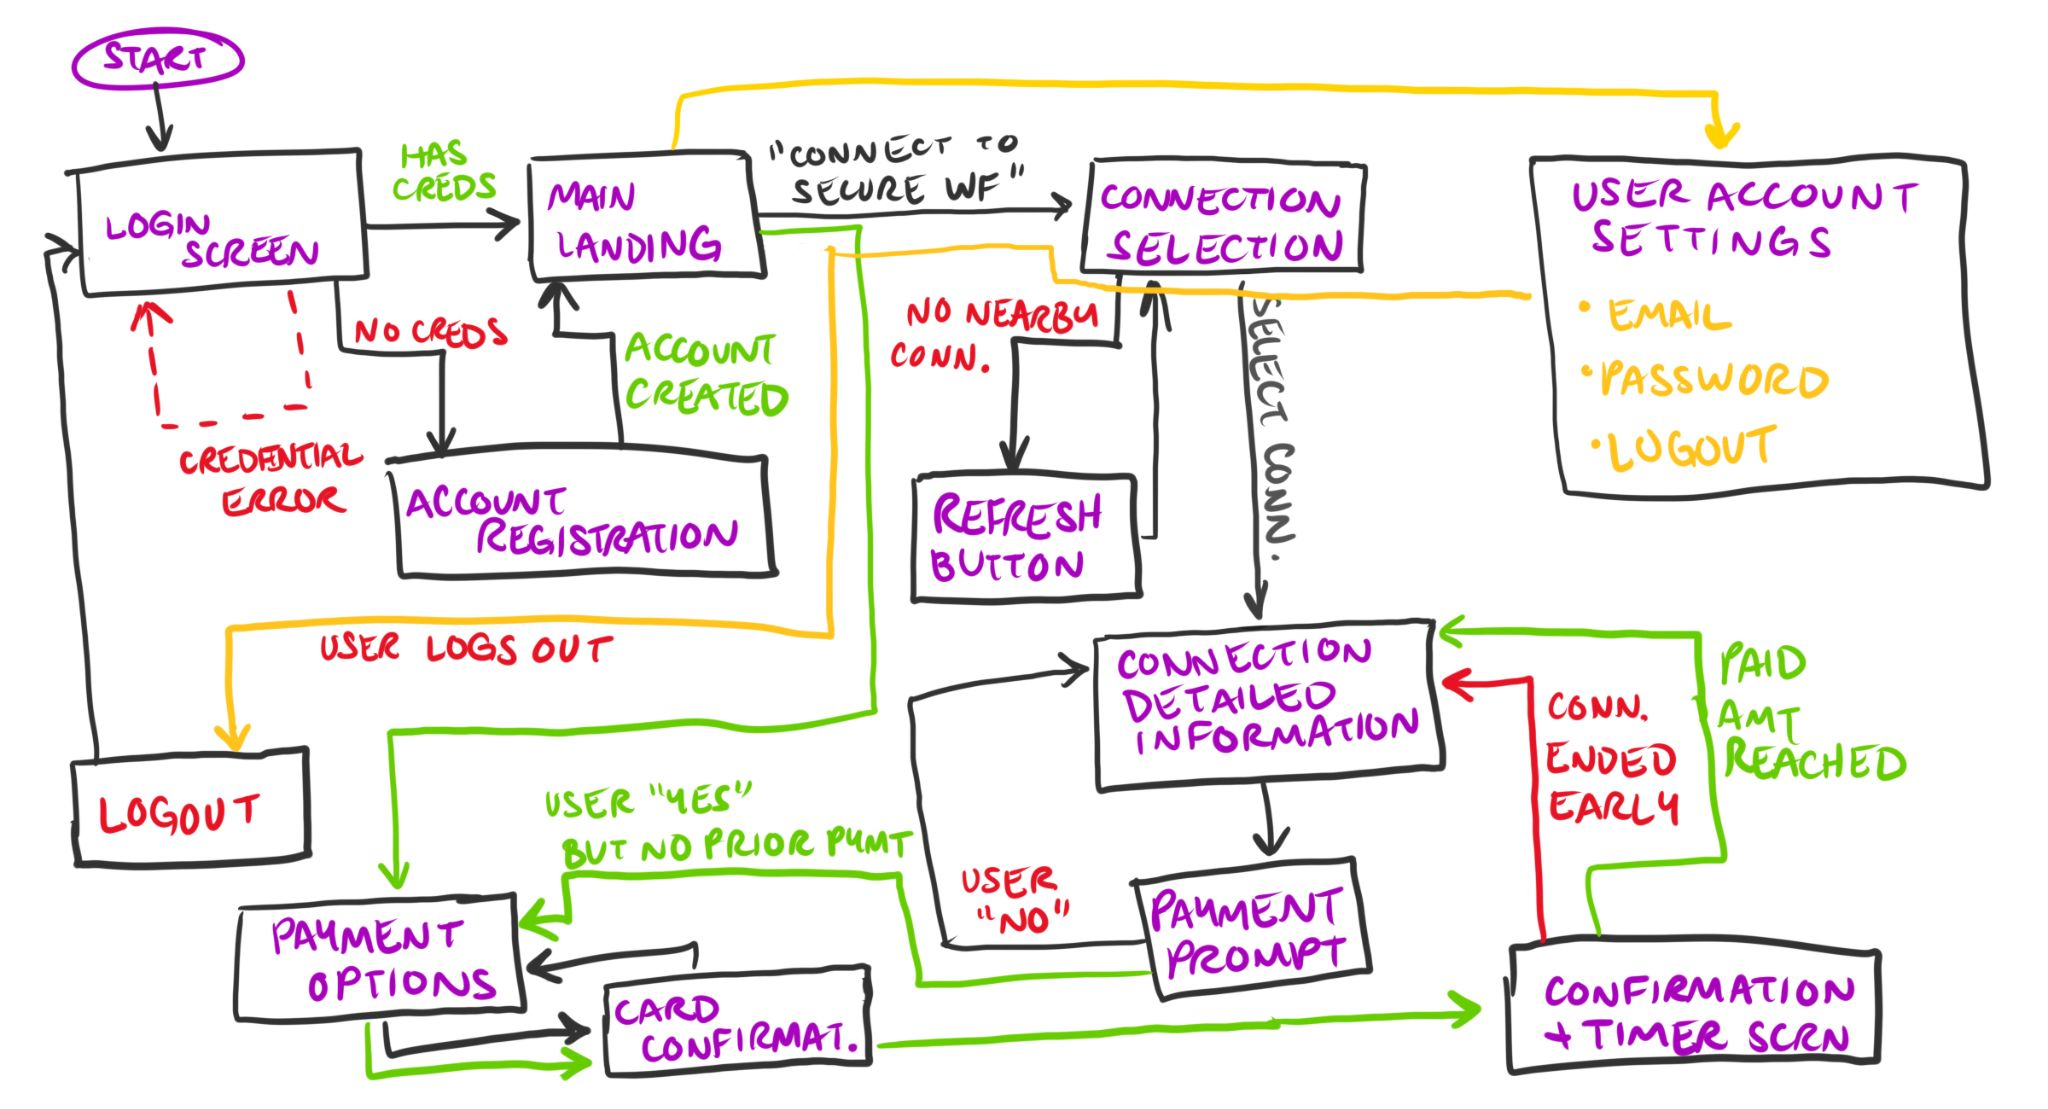 START
LOGIN
SCREEN
HAS
CREDS
MAIN
LANDING
"CONNECT TO
SECURE WF"
CONNECTION
SELECTION
USER ACCOUNT
SETTINGS
• EMAIL
• PASSWORD
• LOGOUT
NO CREDS
CREDENTIAL
ERROR
ACCOUNT
CREATED
ACCOUNT
REGISTRATION
NO NEARBY
CONN.
REFRESH
BUTTON
SELECT CONN.
USER LOGS OUT
LOGOUT
CONNECTION
DETAILED
INFORMATION
PAID
AMT
REACHED
CONN.
ENDED
EARLY
USER "YES"
BUT NO PRIOR PYMT
USER
"NO"
PAYMENT
PROMPT
PAYMENT
OPTIONS
CARD
CONFIRMAT.
CONFIRMATION
+ TIMER SCRN